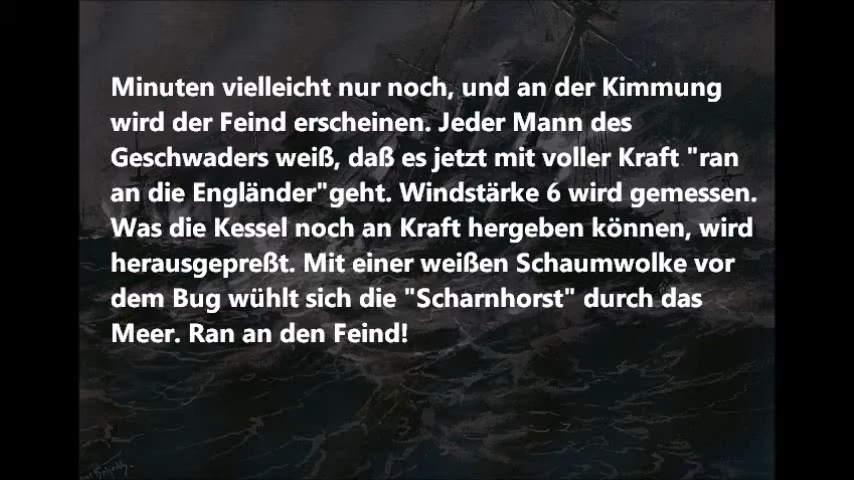 Minuten vielleicht nur noch, und an der Kimmung
wird der Feind erscheinen. Jeder Mann des
Geschwaders weiß, daß es jetzt mit voller Kraft "ran
an die Engländer"geht. Windstärke 6 wird gemessen.
Was die Kessel noch an Kraft hergeben können, wird
herausgepreßt. Mit einer weißen Schaumwolke vor
dem Bug wühlt sich die "Scharnhorst" durch das
Meer. Ran an den Feind!